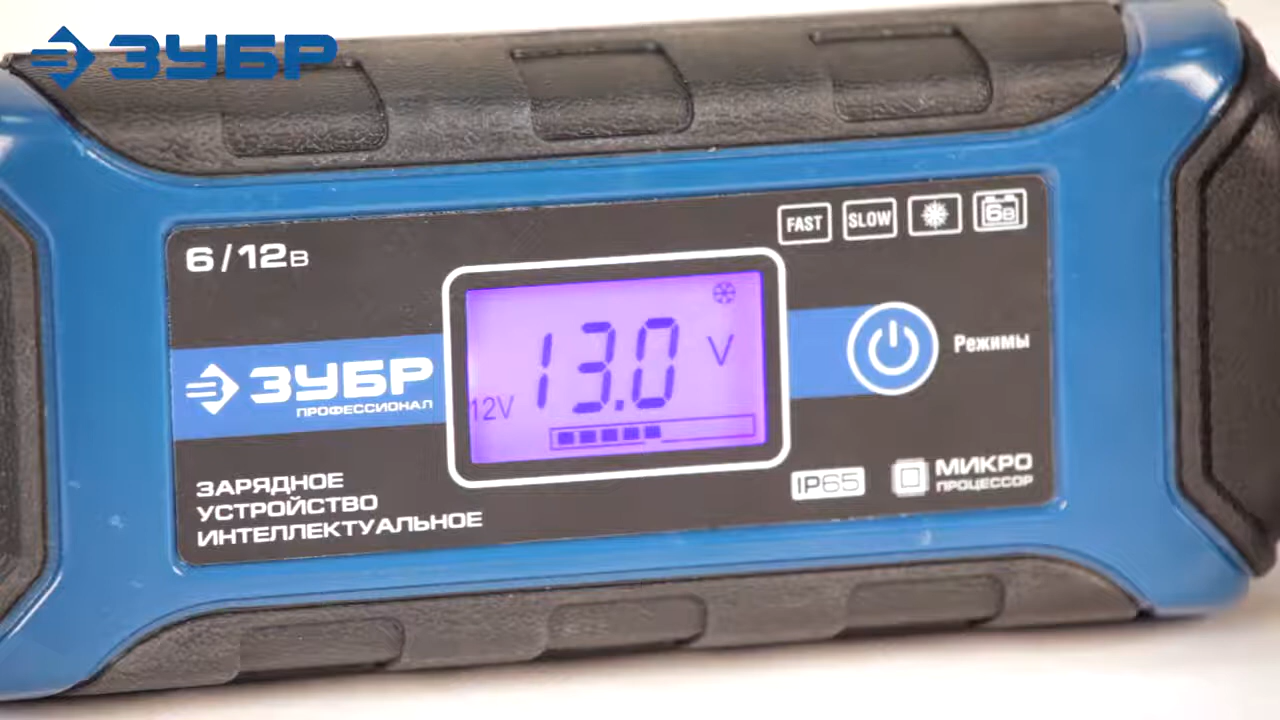 ЗУБР
6/12В
FAST
SLOW
6В
ЗУБР
ПРОФЕССИОНАЛ
13.0 V
12V
Режимы
ЗАРЯДНОЕ
УСТРОЙСТВО
ИНТЕЛЛЕКТУАЛЬНОЕ
IP65
МИКРО
ПРОЦЕССОР